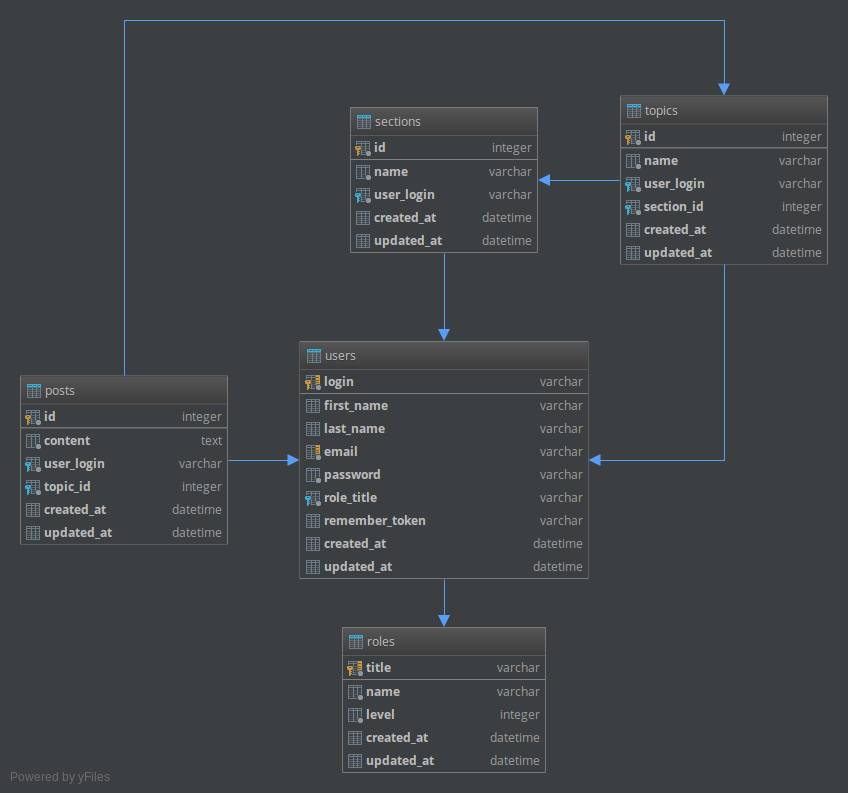 sections
id integer
name varchar
user_login varchar
created_at datetime
updated_at datetime
topics
id integer
name varchar
user_login varchar
section_id integer
created_at datetime
updated_at datetime
users
login varchar
first_name varchar
last_name varchar
email varchar
password varchar
role_title varchar
remember_token varchar
created_at datetime
updated_at datetime
posts
id integer
content text
user_login varchar
topic_id integer
created_at datetime
updated_at datetime
roles
title varchar
name varchar
level integer
created_at datetime
updated_at datetime
Powered by yFiles